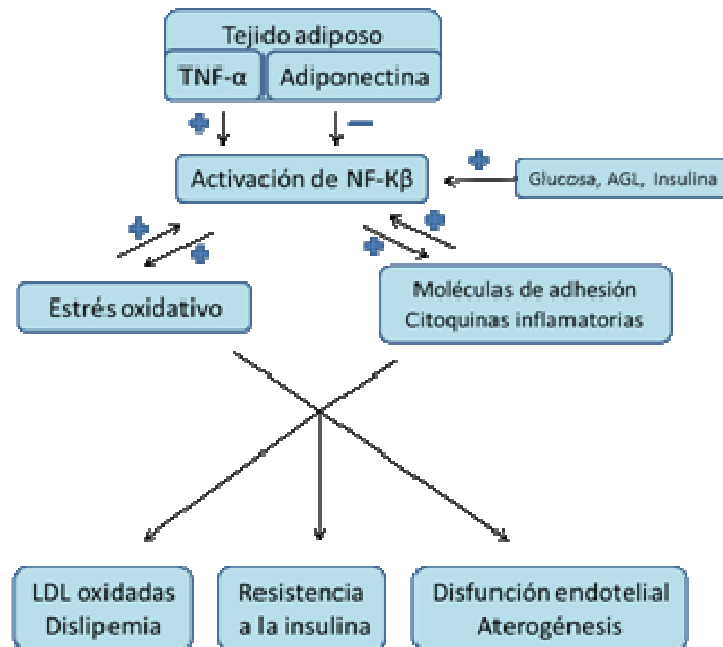 Tejido adiposo
TNF-α
Adiponectina
+
−
Activación de NF-Kβ
+
Glucosa, AGL, Insulina
+
+
+
+
Estrés oxidativo
Moléculas de adhesión
Citoquinas inflamatorias
LDL oxidadas
Dislipemia
Resistencia
a la insulina
Disfunción endotelial
Aterogénesis